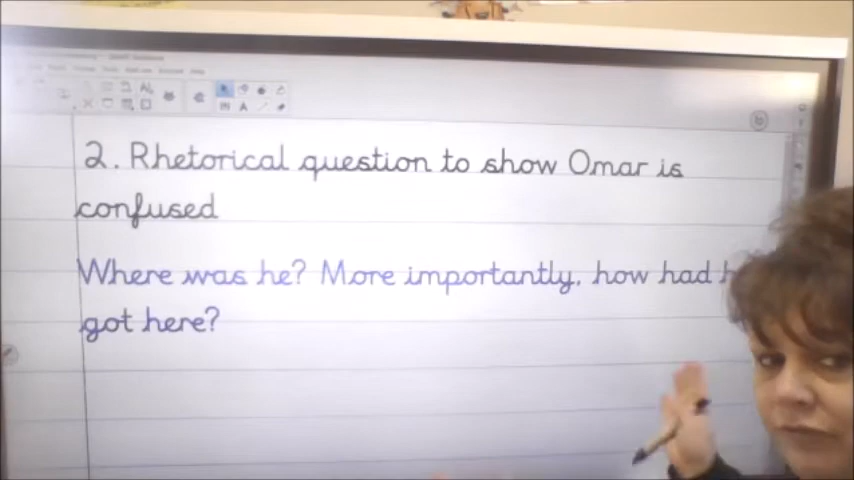 2. Rhetorical question to show Omar is
confused
Where was he? More importantly, how had
got here?